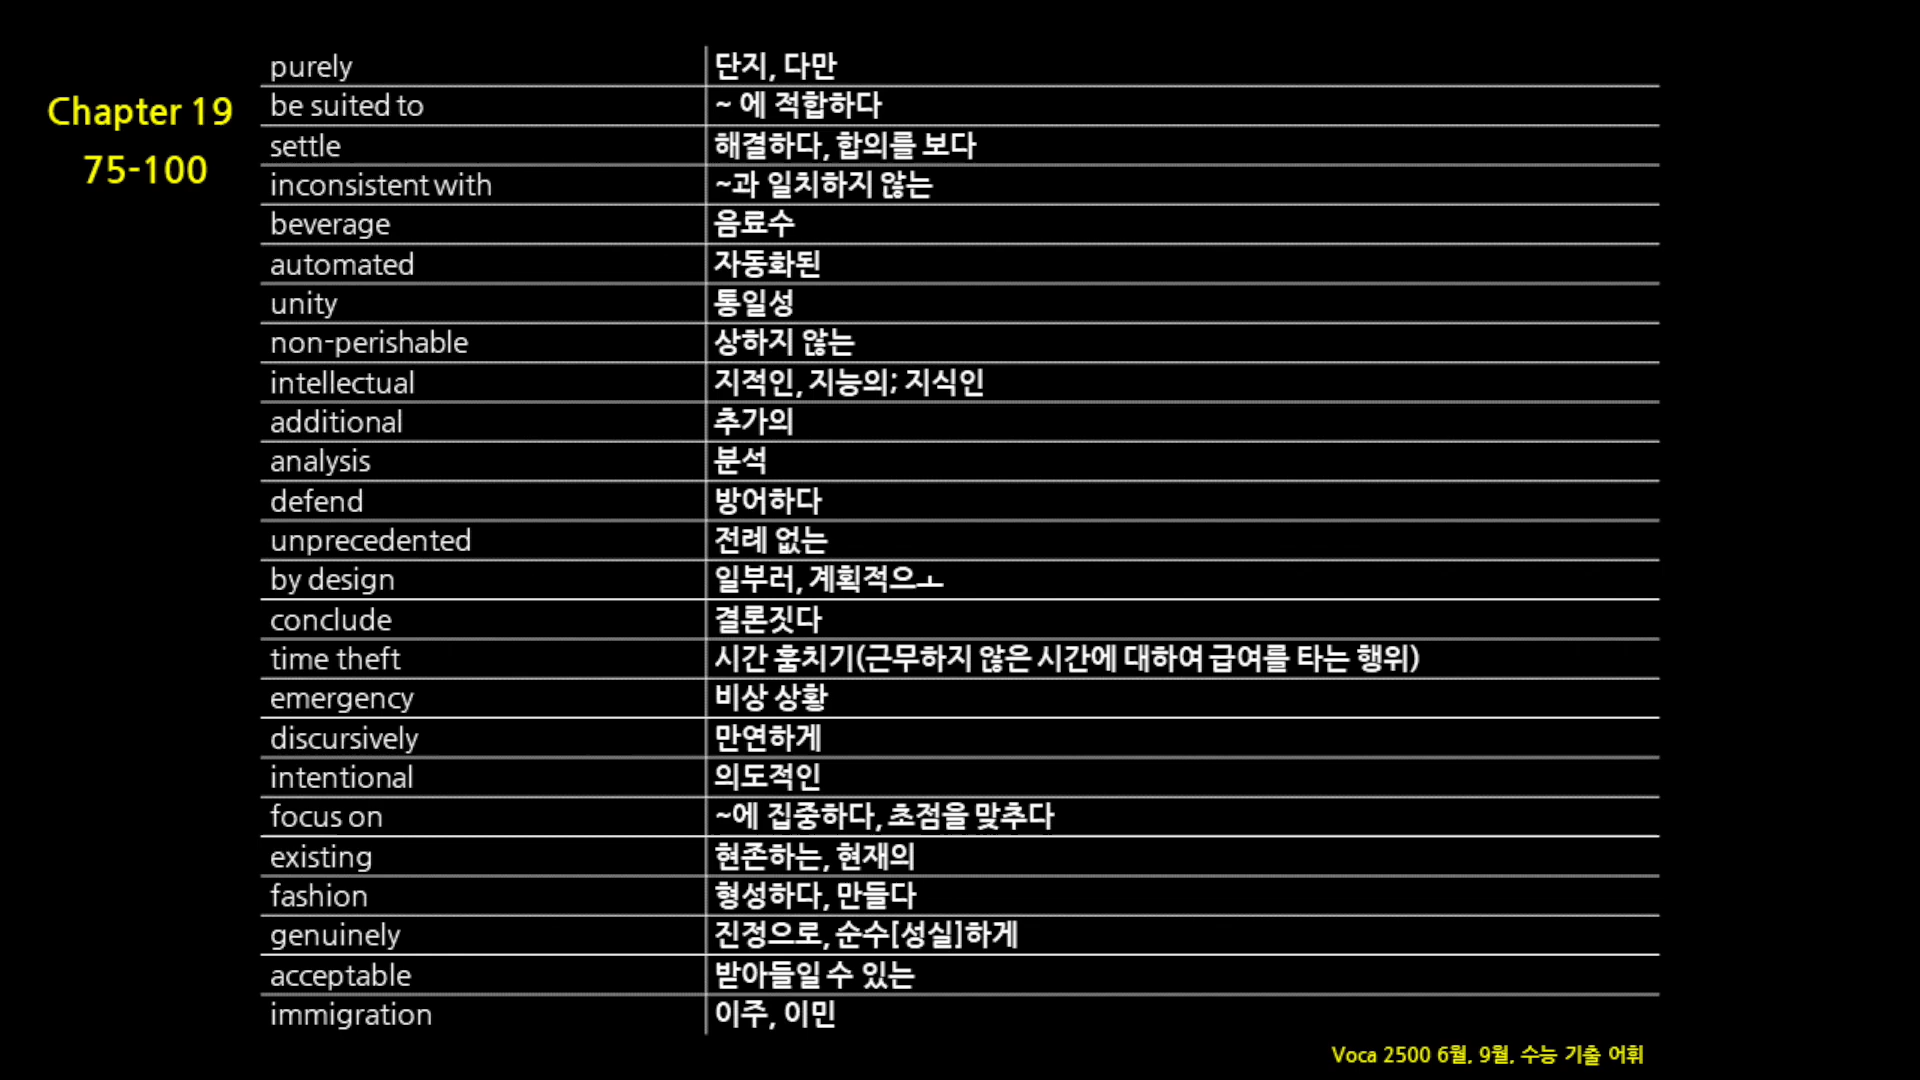 Chapter 19
75-100
purely 단지, 다만
be suited to ~ 에 적합하다
settle 해결하다, 합의를 보다
inconsistent with ~과 일치하지 않는
beverage 음료수
automated 자동화된
unity 통일성
non-perishable 상하지 않는
intellectual 지적인, 지능의; 지식인
additional 추가의
analysis 분석
defend 방어하다
unprecedented 전례 없는
by design 일부러, 계획적으ㅗ
conclude 결론짓다
time theft 시간 훔치기(근무하지 않은 시간에 대하여 급여를 타는 행위)
emergency 비상 상황
discursively 만연하게
intentional 의도적인
focus on ~에 집중하다, 초점을 맞추다
existing 현존하는, 현재의
fashion 형성하다, 만들다
genuinely 진정으로, 순수[성실]하게
acceptable 받아들일 수 있는
immigration 이주, 이민
Voca 2500 6월, 9월, 수능 기출 어휘